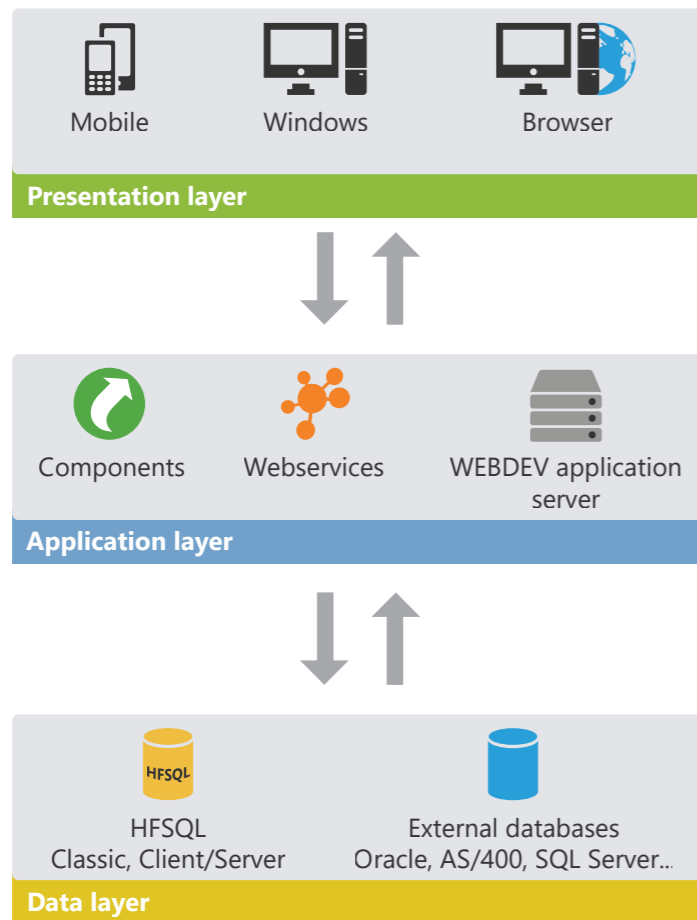 Mobile
Windows
Browser
Presentation layer
Components
Webservices
WEBDEV application
server
Application layer
HFSQL
HFSQL
Classic, Client/Server
External databases
Oracle, AS/400, SQL Server...
Data layer